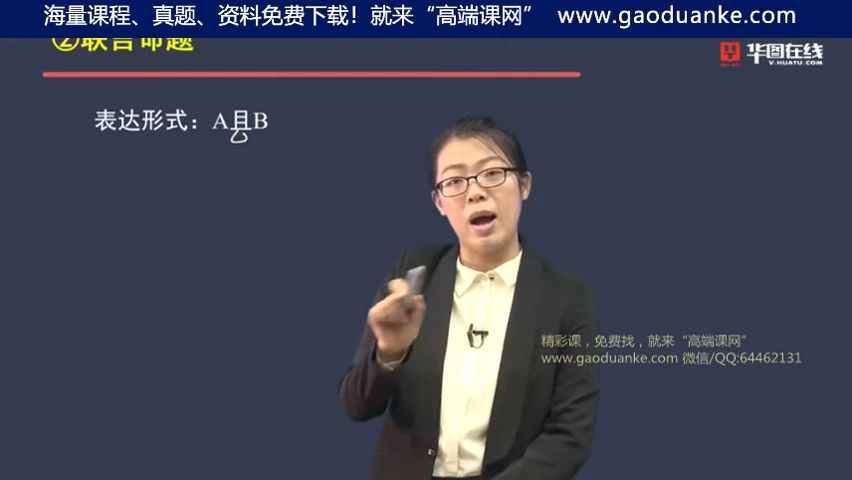 海量课程、真题、资料免费下载！就来“高端课网” www.gaoduanke.com
②联言命题
华图在线
V.HUATU.COM
表达形式：A且B
精彩课，免费找，就来“高端课网”
www.gaoduanke.com 微信/QQ:64462131